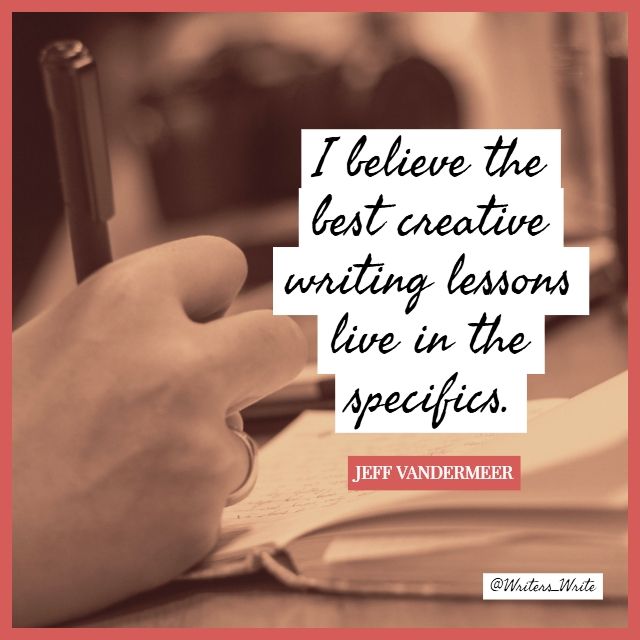 I believe the
best creative
writing lessons
live in the
specifics.
JEFF VANDERMEER
@Writers_Write